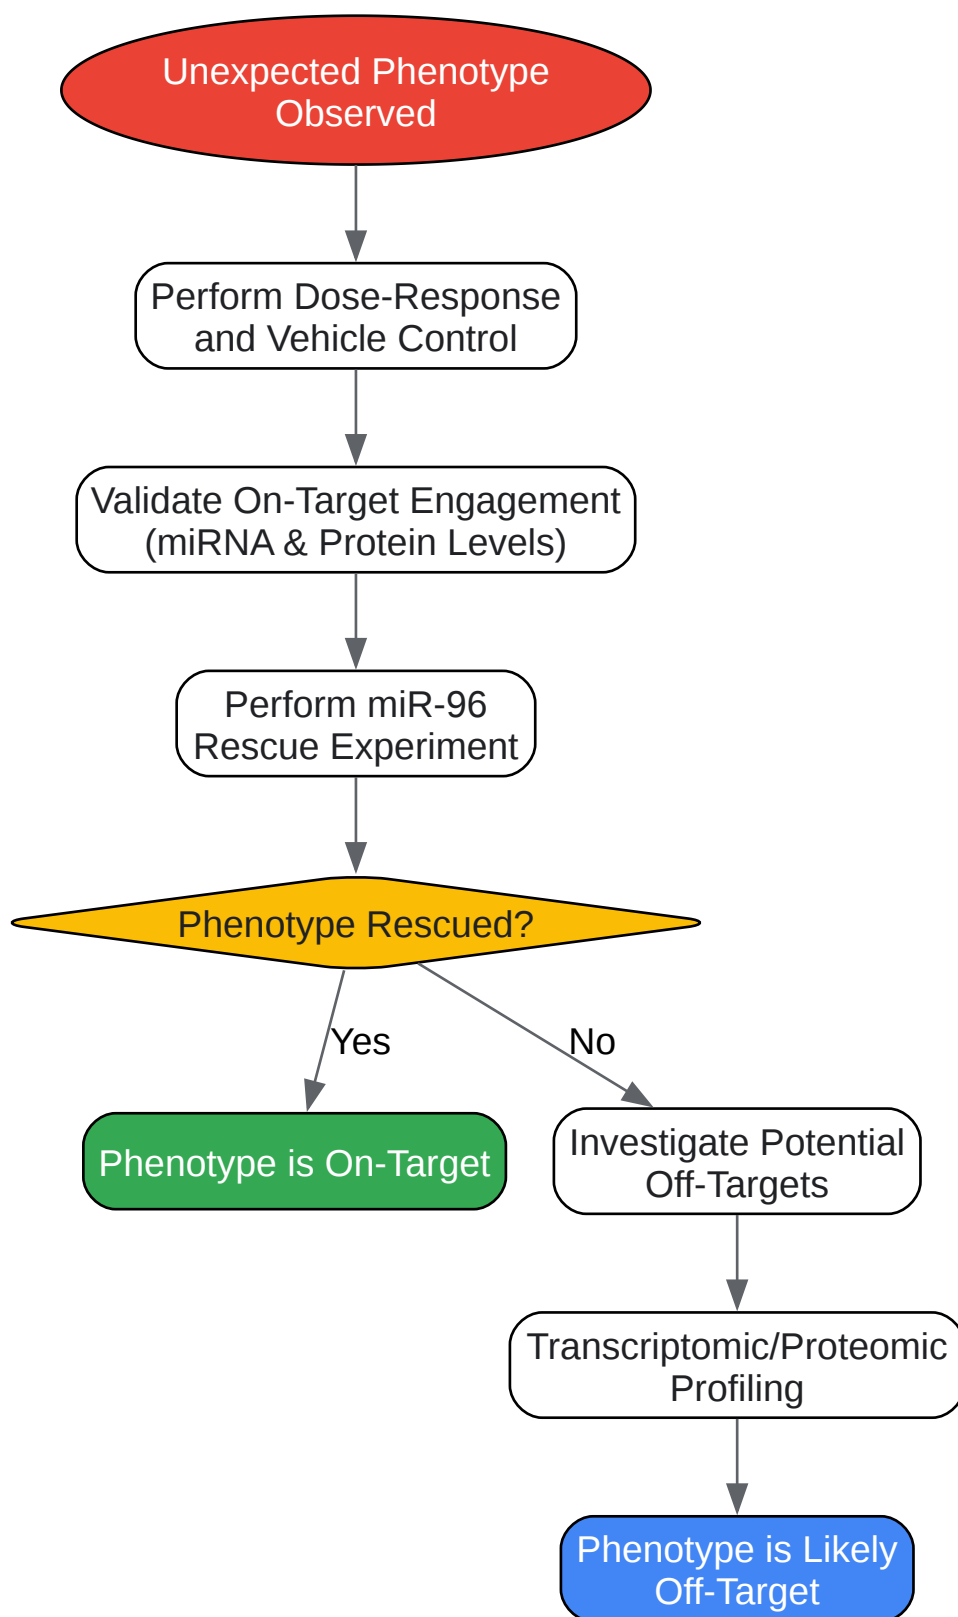 Unexpected Phenotype
Observed
Perform Dose-Response
and Vehicle Control
Validate On-Target Engagement
(miRNA & Protein Levels)
Perform miR-96
Rescue Experiment
Phenotype Rescued?
Yes
No
Phenotype is On-Target
Investigate Potential
Off-Targets
Transcriptomic/Proteomic
Profiling
Phenotype is Likely
Off-Target